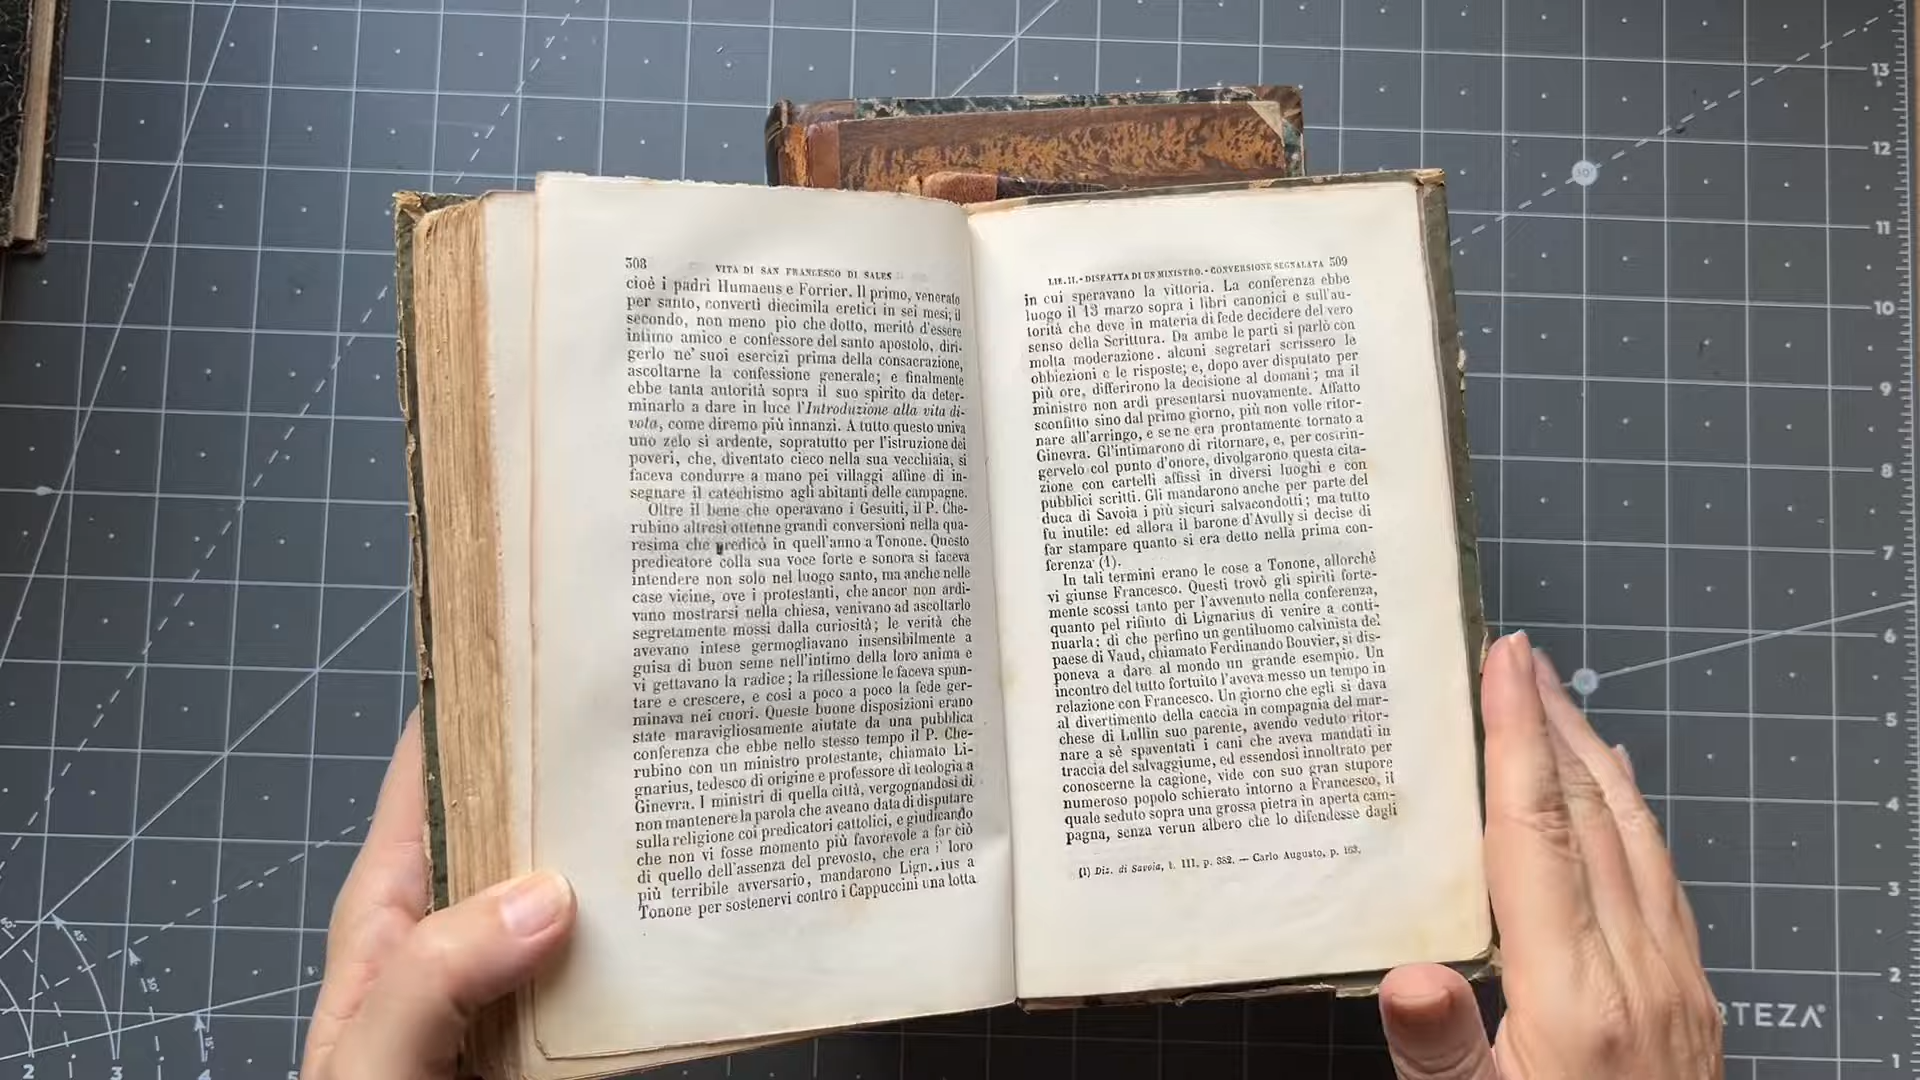 308 VITA DI SAN FRANCESCO DI SALES
cioè i padri Humaeus e Forrier. Il primo, venerato
per santo, convertì diecimila eretici in sei mesi; il
secondo, non meno pio che dotto, meritò d'essere
intimo amico e confessore del santo apostolo, diri-
gerlo ne' suoi esercizi prima della consacrazione,
ascoltarne la confessione generale; e finalmente
ebbe tanta autorità sopra il suo spirito da deter-
minarlo a dare in luce l'Introduzione alla vita di-
vota, come diremo più innanzi. A tutto questo univa
uno zelo sì ardente, sopratutto per l'istruzione dei
poveri, che, diventato cieco nella sua vecchiaia, si
faceva condurre a mano pei villaggi affine di in-
segnare il catechismo agli abitanti delle campagne.
Oltre il bene che operavano i Gesuiti, il P. Che-
rubino altresì ottenne grandi conversioni nella qua-
resima che predicò in quell'anno a Tonone. Questo
predicatore colla sua voce forte e sonora si faceva
intendere non solo nel luogo santo, ma anche nelle
case vicine, ove i protestanti, che ancor non ardi-
vano mostrarsi nella chiesa, venivano ad ascoltarlo
segretamente mossi dalla curiosità; le verità che
avevano intese germogliavano insensibilmente a
guisa di buon seme nell'intimo della loro anima e
vi gettavano la radice; la riflessione le faceva spun-
tare e crescere, e così a poco a poco la fede ger-
minava nei cuori. Queste buone disposizioni erano
state maravigliosamente aiutate da una pubblica
conferenza che ebbe nello stesso tempo il P. Che-
rubino con un ministro protestante, chiamato Li-
gnarius, tedesco di origine e professore di teologia a
Ginevra. I ministri di quella città, vergognandosi di
non mantenere la parola che aveano data di disputare
sulla religione coi predicatori cattolici, e giudicando
che non vi fosse momento più favorevole a far ciò
di quello dell'assenza del prevosto, che era i' loro
più terribile avversario, mandarono a
Tonone per sostenervi contro i Cappuccini una lotta
LIB. II. - DISFATTA DI UN MINISTRO. - CONVERSIONE SEGNALATA 309
in cui speravano la vittoria. La conferenza ebbe
luogo il 13 marzo sopra i libri canonici e sull'au-
torità che deve in materia di fede decidere del vero
senso della Scrittura. Da ambe le parti si parlò con
molta moderazione. alcuni segretari scrissero le
obbiezioni e le risposte; e, dopo aver disputato per
più ore, differirono la decisione al domani; ma il
ministro non ardì presentarsi nuovamente. Affatto
sconfitto sino dal primo giorno, più non volle ritor-
nare all'arringo, e se ne era prontamente tornato a
Ginevra. Gl'intimarono di ritornare, e, per costrin-
gervelo col punto d'onore, divolgarono questa cita-
zione con cartelli affissi in diversi luoghi e con
pubblici scritti. Gli mandarono anche per parte del
duca di Savoia i più sicuri salvacondotti; ma tutto
fu inutile: ed allora il barone d'Avully si decise di
far stampare quanto si era detto nella prima con-
ferenza (1).
In tali termini erano le cose a Tonone, allorchè
vi giunse Francesco. Questi trovò gli spiriti forte-
mente scossi tanto per l'avvenuto nella conferenza,
quanto pel rifiuto di Lignarius di venire a conti-
nuarla; di che perfino un gentiluomo calvinista del
paese di Vaud, chiamato Ferdinando Bouvier, si dis-
poneva a dare al mondo un grande esempio. Un
incontro del tutto fortuito l'aveva messo un tempo in
relazione con Francesco. Un giorno che egli si dava
al divertimento della caccia in compagnia del mar-
chese di Lullin suo parente, avendo veduto ritor-
nare a sè spaventati i cani che aveva mandati in
traccia del salvaggiume, ed essendosi innoltrato per
conoscerne la cagione, vide con suo gran stupore
numeroso popolo schierato intorno a Francesco, il
quale seduto sopra una grossa pietra in aperta cam-
pagna, senza verun albero che lo difendesse dagli
(1) Diz. di Savoia, t. III, p. 382. — Carlo Augusto, p. 163.
13
12
11
10
9
8
7
6
5
4
3
2
1
RTEZA
2 3 4 5